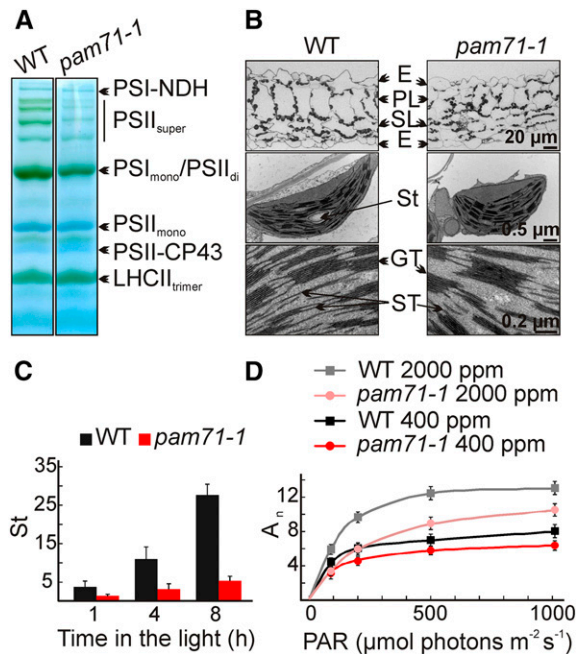 A
WT
pam71-1
PSI-NDH
PSIIsuper
PSImono/PSIIdi
PSIImono
PSII-CP43
LHCIItrimer
B
WT
pam71-1
E
PL
SL
E
20 µm
St
0.5 µm
GT
ST
0.2 µm
C
WT
pam71-1
St
35
25
15
5
1
4
8
Time in the light (h)
D
WT 2000 ppm
pam71-1 2000 ppm
WT 400 ppm
pam71-1 400 ppm
An
12
8
4
0
500
1000
PAR (µmol photons m⁻² s⁻¹)